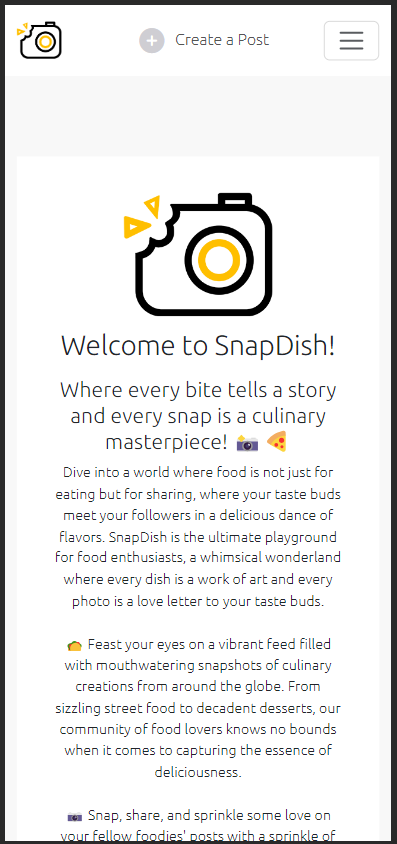 Create a Post
Welcome to SnapDish!
Where every bite tells a story
and every snap is a culinary
masterpiece! 📸 🍕
Dive into a world where food is not just for
eating but for sharing, where your taste buds
meet your followers in a delicious dance of
flavors. SnapDish is the ultimate playground
for food enthusiasts, a whimsical wonderland
where every dish is a work of art and every
photo is a love letter to your taste buds.
🌮 Feast your eyes on a vibrant feed filled
with mouthwatering snapshots of culinary
creations from around the globe. From
sizzling street food to decadent desserts, our
community of food lovers knows no bounds
when it comes to capturing the essence of
deliciousness.
📸 Snap, share, and sprinkle some love on
your fellow foodies' posts with a sprinkle of